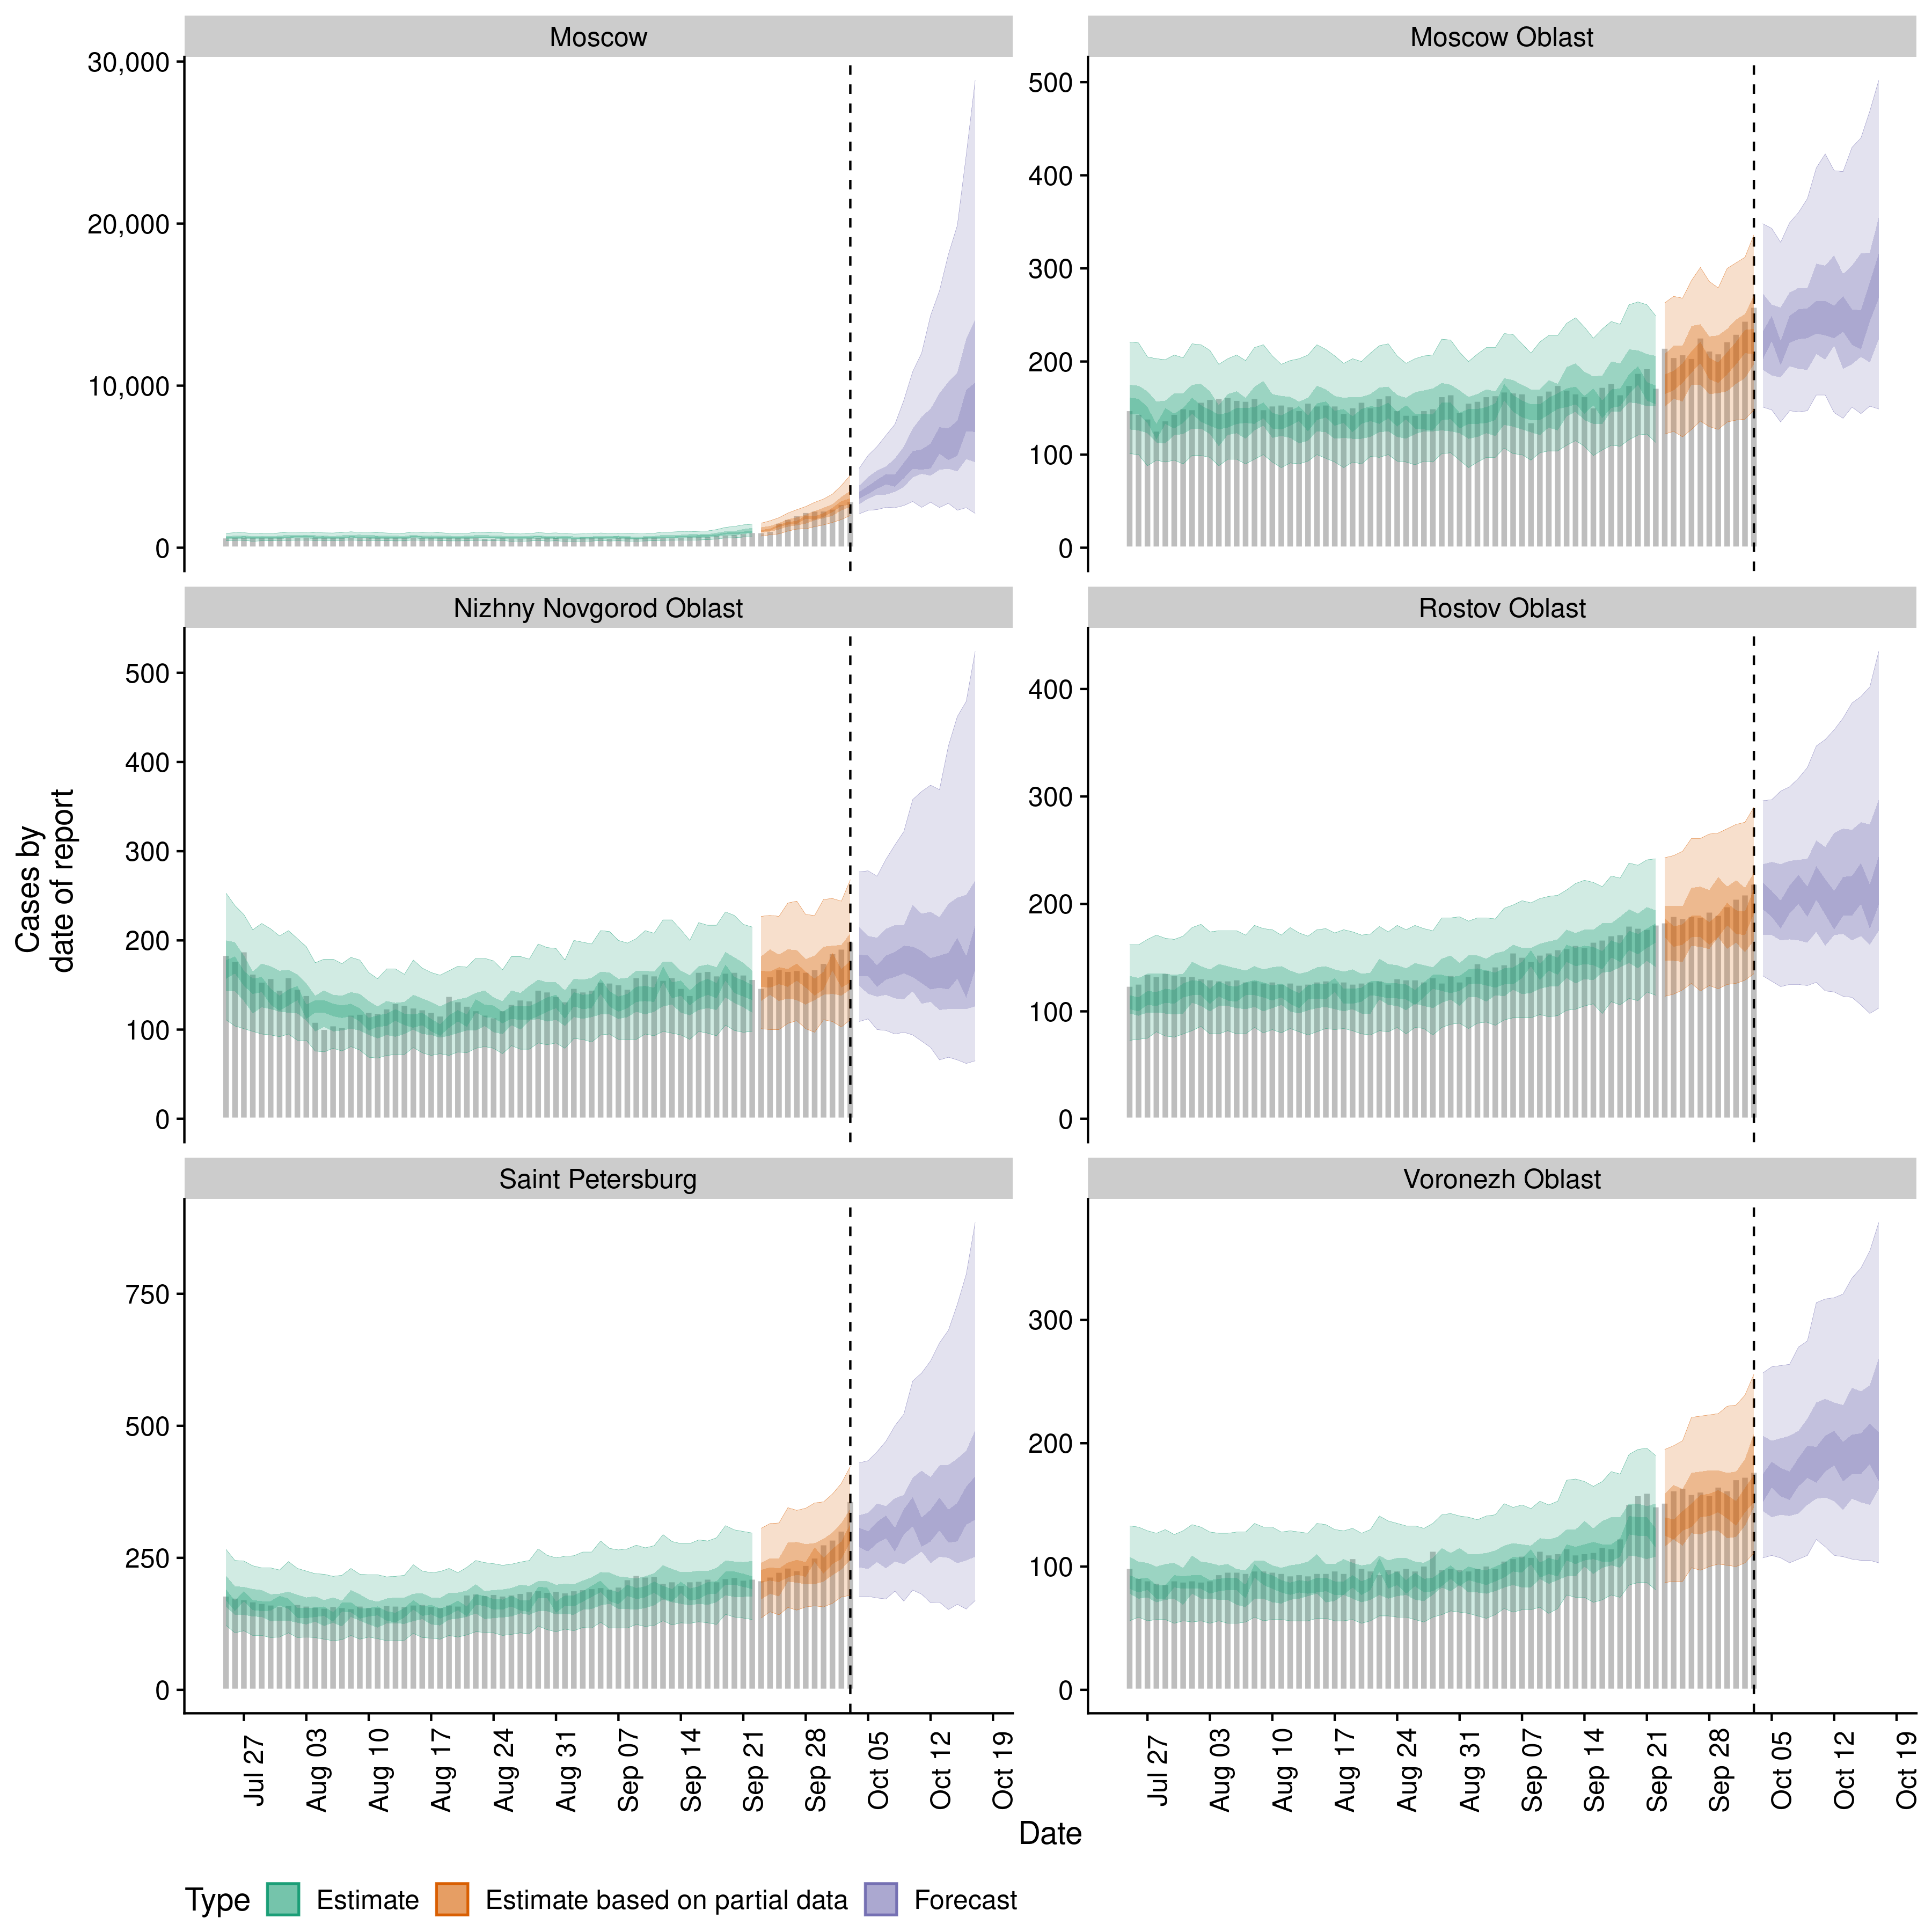 Moscow
Moscow Oblast
30,000
20,000
10,000
0
500
400
300
200
100
0
Nizhny Novgorod Oblast
Rostov Oblast
500
400
300
200
100
0
400
300
200
100
0
Cases by
date of report
Saint Petersburg
Voronezh Oblast
750
500
250
0
300
200
100
0
Jul 27
Aug 03
Aug 10
Aug 17
Aug 24
Aug 31
Sep 07
Sep 14
Sep 21
Sep 28
Oct 05
Oct 12
Oct 19
Jul 27
Aug 03
Aug 10
Aug 17
Aug 24
Aug 31
Sep 07
Sep 14
Sep 21
Sep 28
Oct 05
Oct 12
Oct 19
Date
Type Estimate Estimate based on partial data Forecast